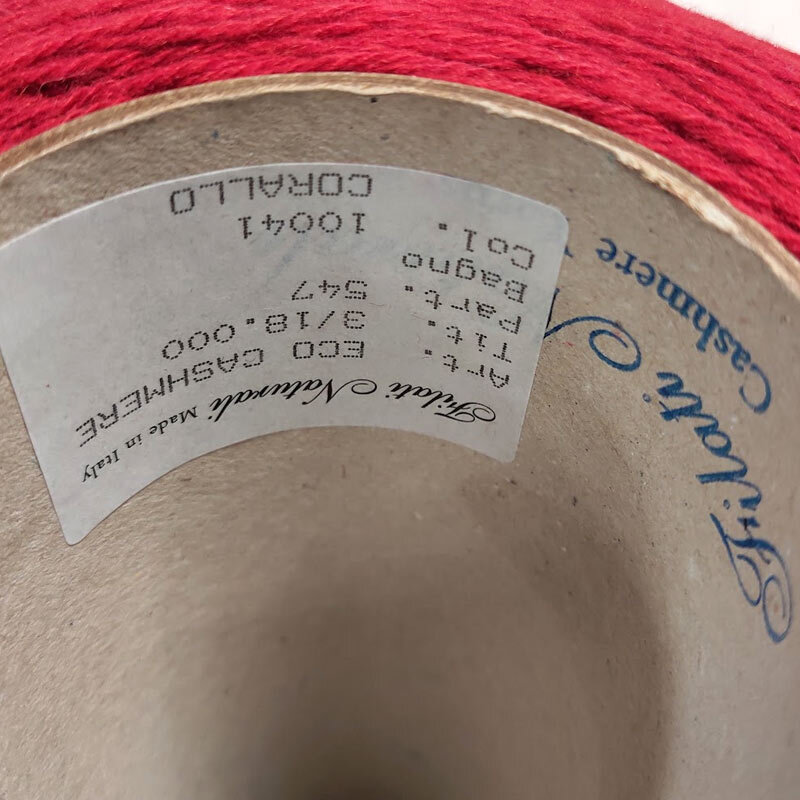 Filati Naturali Made in Italy
Art. ECO CASHMERE
Tit. 3/18.000
Part. 547
Bagno
Col. 10041
CORALLO
Filati
Cashmere